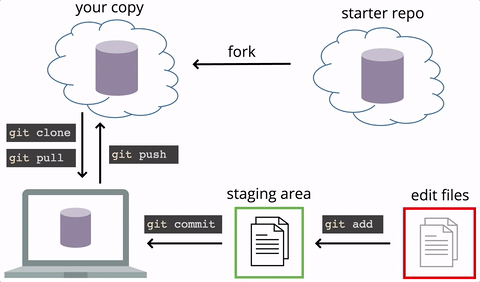 your copy
starter repo
fork
git clone
git pull
git push
staging area
edit files
git commit
git add